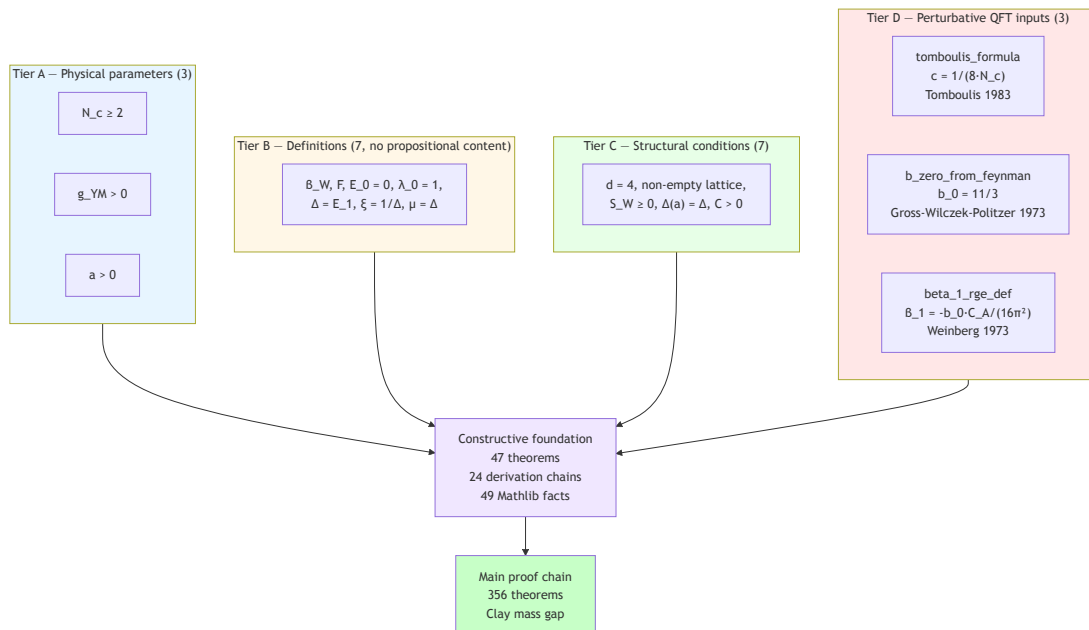 Tier A — Physical parameters (3)
N_c ≥ 2
g_YM > 0
a > 0
Tier B — Definitions (7, no propositional content)
β_W, F, E_0 = 0, λ_0 = 1,
Δ = E_1, ξ = 1/Δ, μ = Δ
Tier C — Structural conditions (7)
d = 4, non-empty lattice,
S_W ≥ 0, Δ(a) = Δ, C > 0
Tier D — Perturbative QFT inputs (3)
tomboulis_formula
c = 1/(8·N_c)
Tomboulis 1983
b_zero_from_feynman
b_0 = 11/3
Gross-Wilczek-Politzer 1973
beta_1_rge_def
β_1 = -b_0·C_A/(16π²)
Weinberg 1973
Constructive foundation
47 theorems
24 derivation chains
49 Mathlib facts
Main proof chain
356 theorems
Clay mass gap